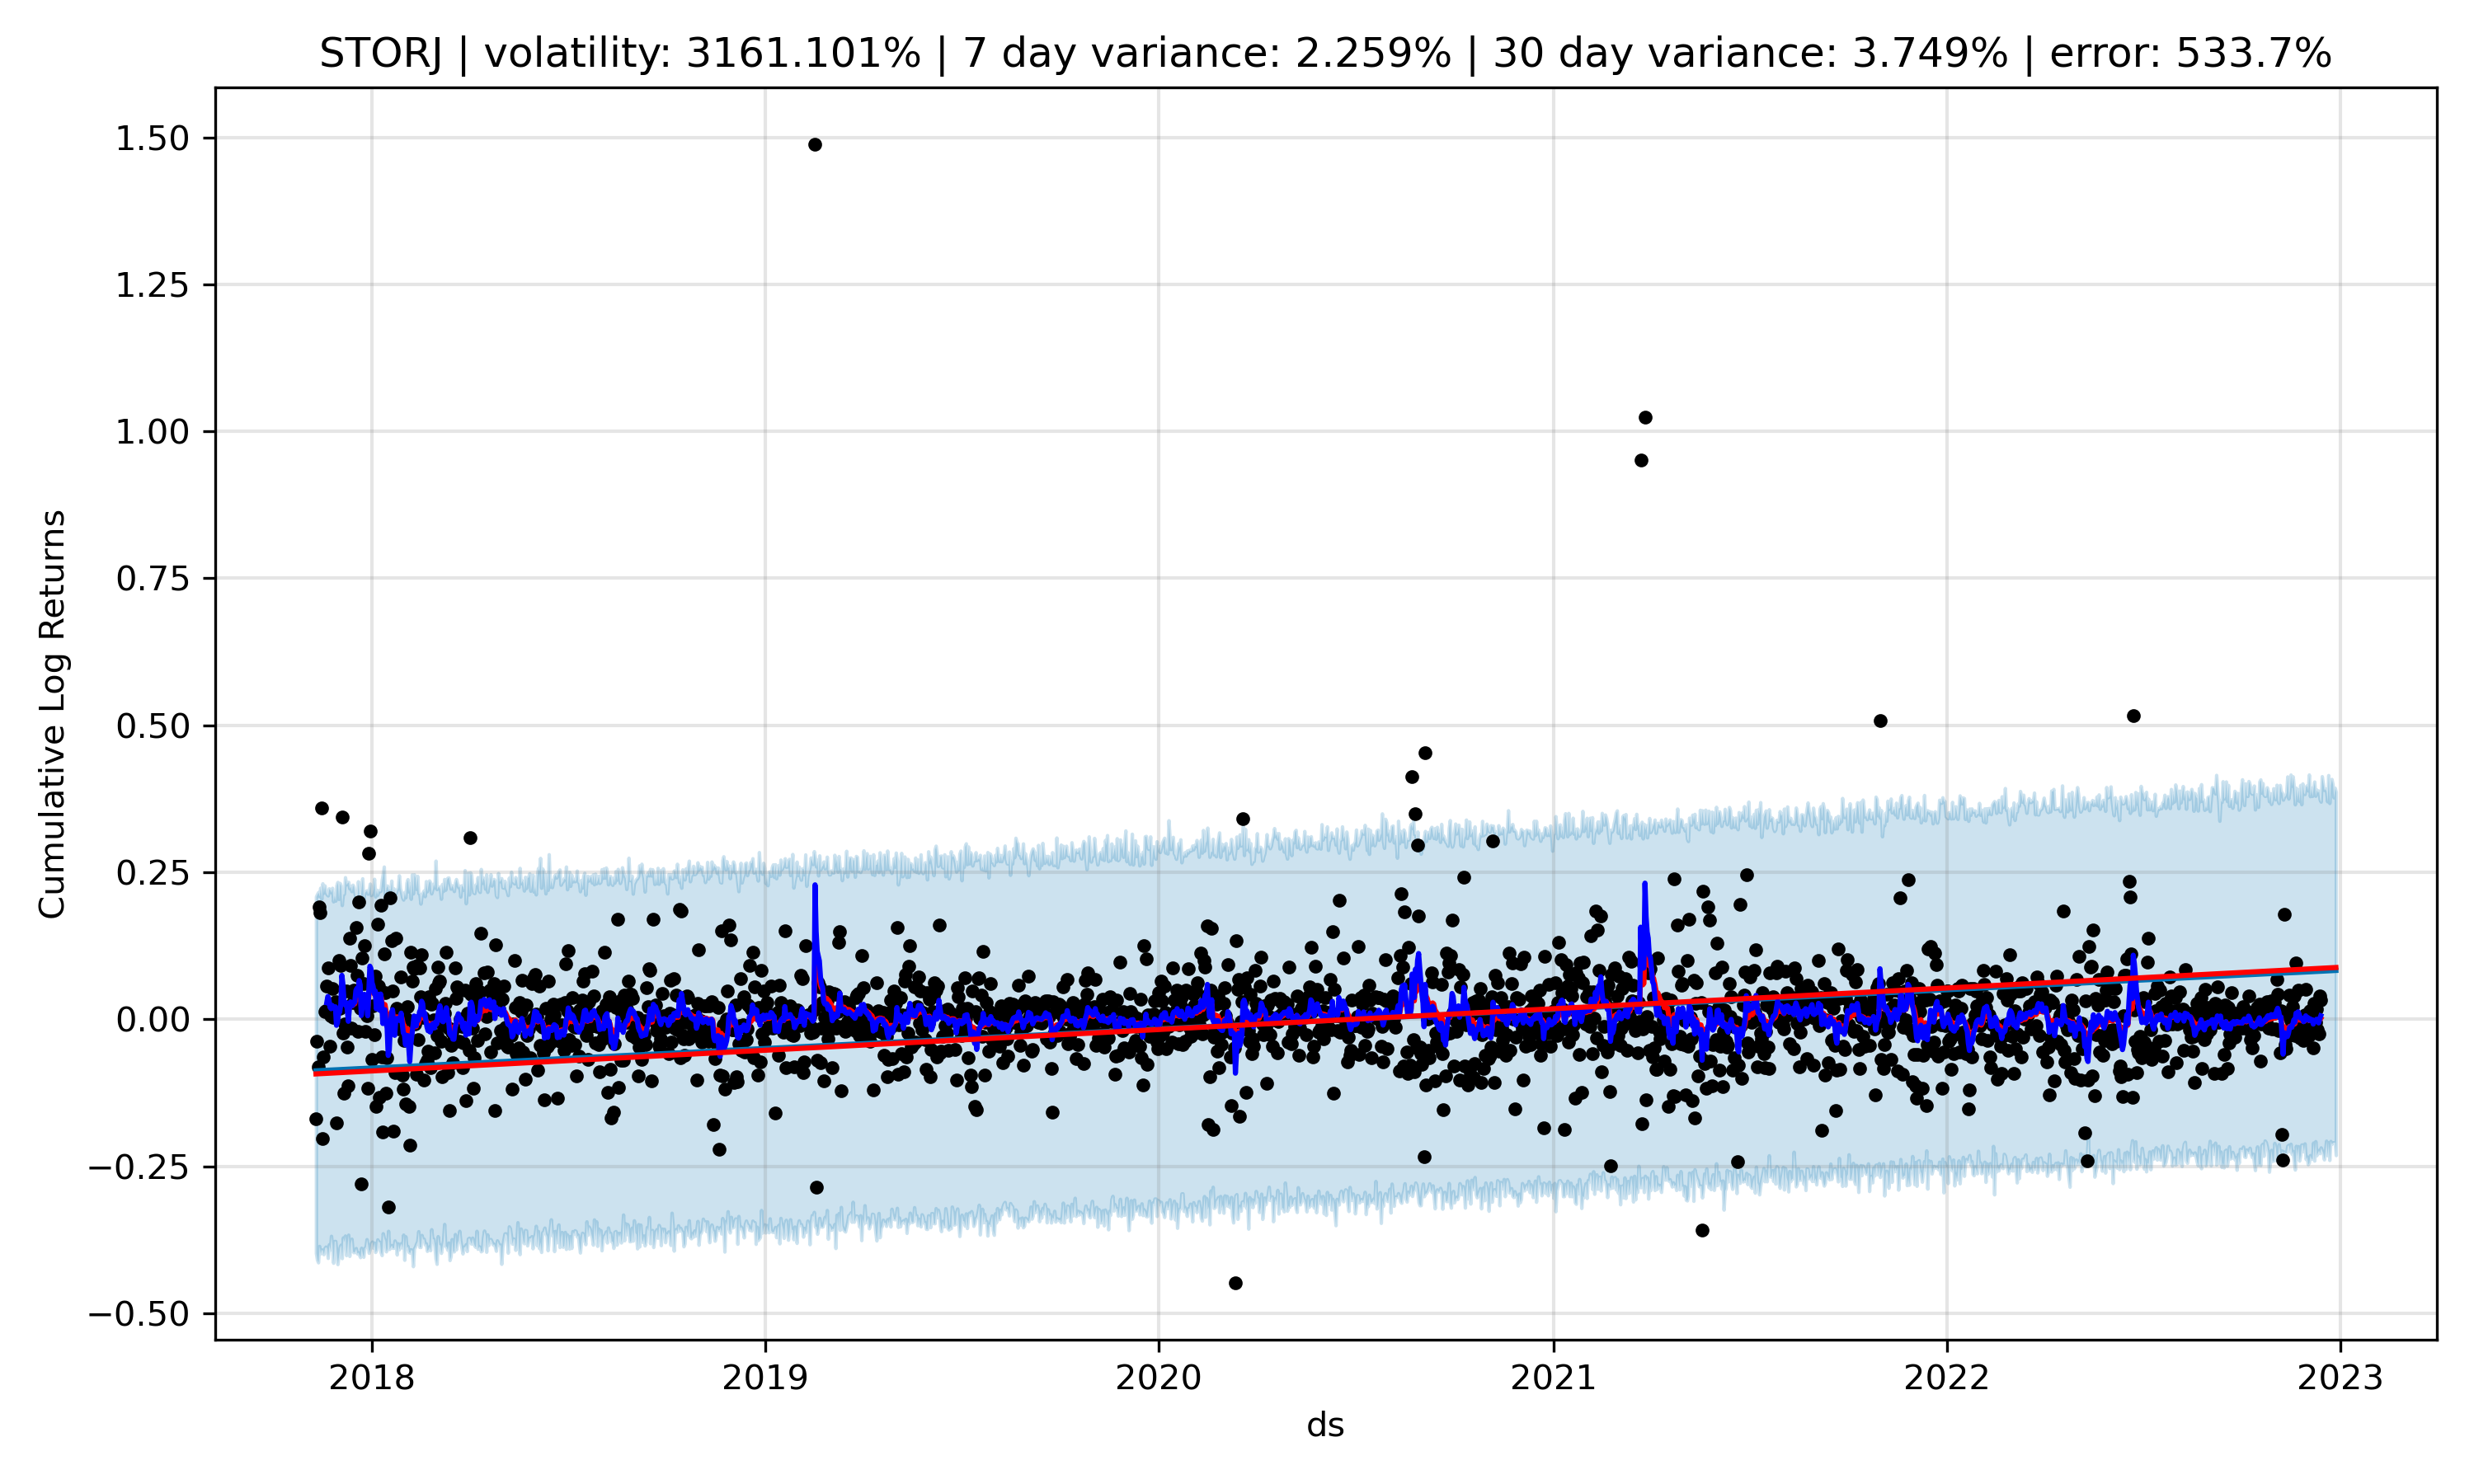 STORJ | volatility: 3161.101% | 7 day variance: 2.259% | 30 day variance: 3.749% | error: 533.7%
Cumulative Log Returns
1.50
1.25
1.00
0.75
0.50
0.25
0.00
−0.25
−0.50
2018 2019 2020 2021 2022 2023
ds